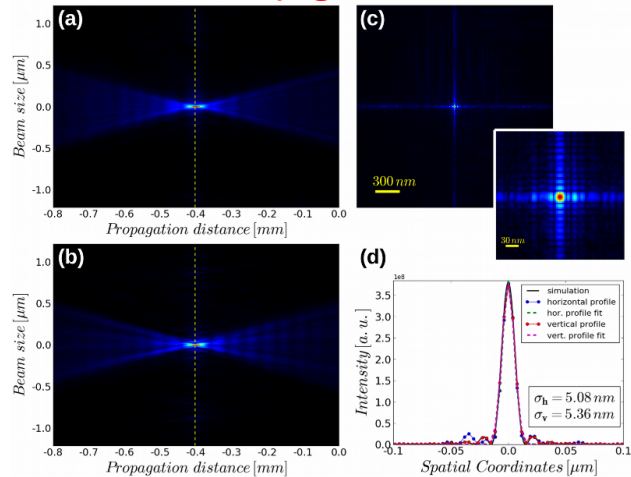 (a)
Beam size [μm]
1.0
0.5
0.0
-0.5
-1.0
-0.8 -0.7 -0.6 -0.5 -0.4 -0.3 -0.2 -0.1 0.0
Propagation distance [mm]
(b)
Beam size [μm]
1.0
0.5
0.0
-0.5
-1.0
-0.8 -0.7 -0.6 -0.5 -0.4 -0.3 -0.2 -0.1 0.0
Propagation distance [mm]
(c)
300 nm
30 nm
(d)
1e8
Intensity [a. u.]
3.5
3.0
2.5
2.0
1.5
1.0
0.5
0.0
simulation
horizontal profile
hor. profile fit
vertical profile
vert. profile fit
σh = 5.08 nm
σv = 5.36 nm
-0.1 -0.05 0.0 0.05 0.1
Spatial Coordinates [μm]